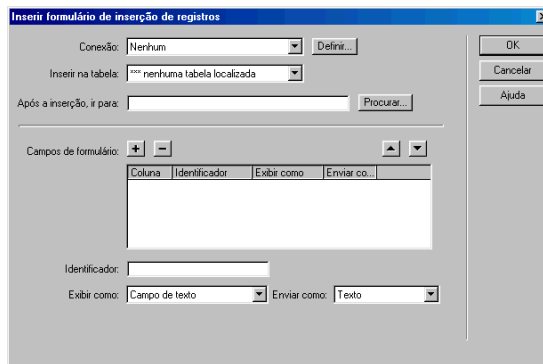 Inserir formulário de inserção de registros
Conexão: Nenhum Definir... OK
Inserir na tabela: *** nenhuma tabela localizada Cancelar
Após a inserção, ir para: Procurar... Ajuda
Campos de formulário: + −
Coluna Identificador Exibir como Enviar co...
Identificador:
Exibir como: Campo de texto Enviar como: Texto